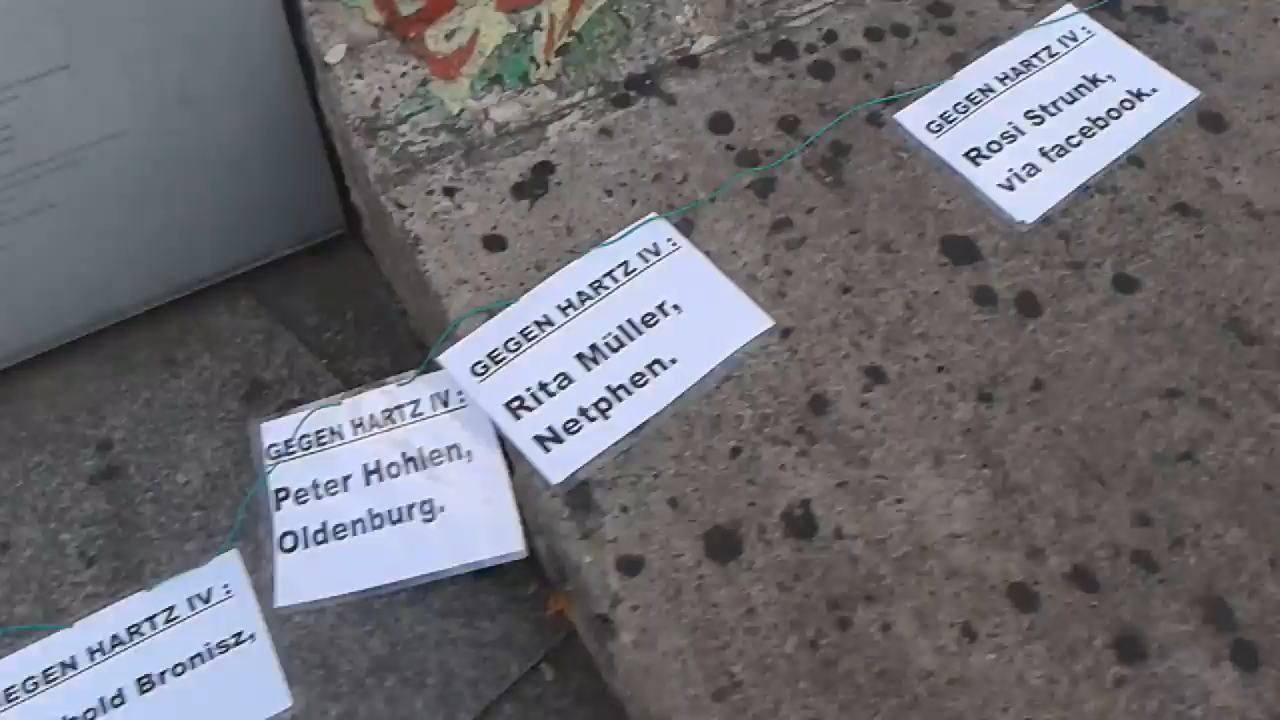 GEGEN HARTZ IV :
Rosi Strunk,
via facebook.
GEGEN HARTZ IV :
Rita Müller,
Netphen.
GEGEN HARTZ IV :
Peter Hohlen,
Oldenburg.
GEGEN HARTZ IV :
Bronisz,